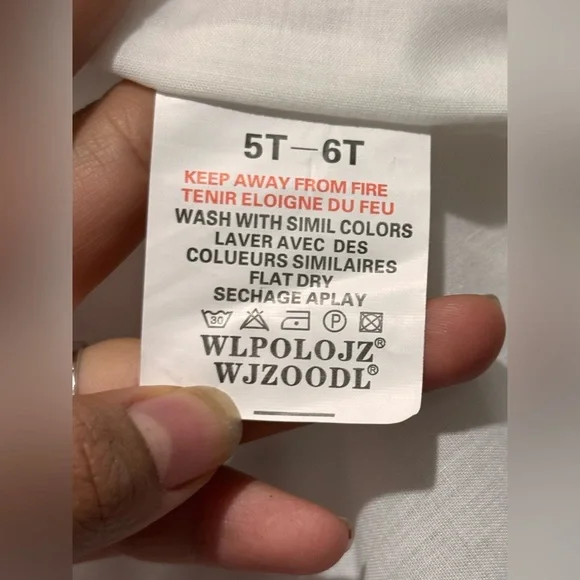 5T—6T
KEEP AWAY FROM FIRE
TENIR ELOIGNE DU FEU
WASH WITH SIMIL COLORS
LAVER AVEC DES
COLUEURS SIMILAIRES
FLAT DRY
SECHAGE APLAY
30 P
WLPOLOJZ®
WJZOODL®